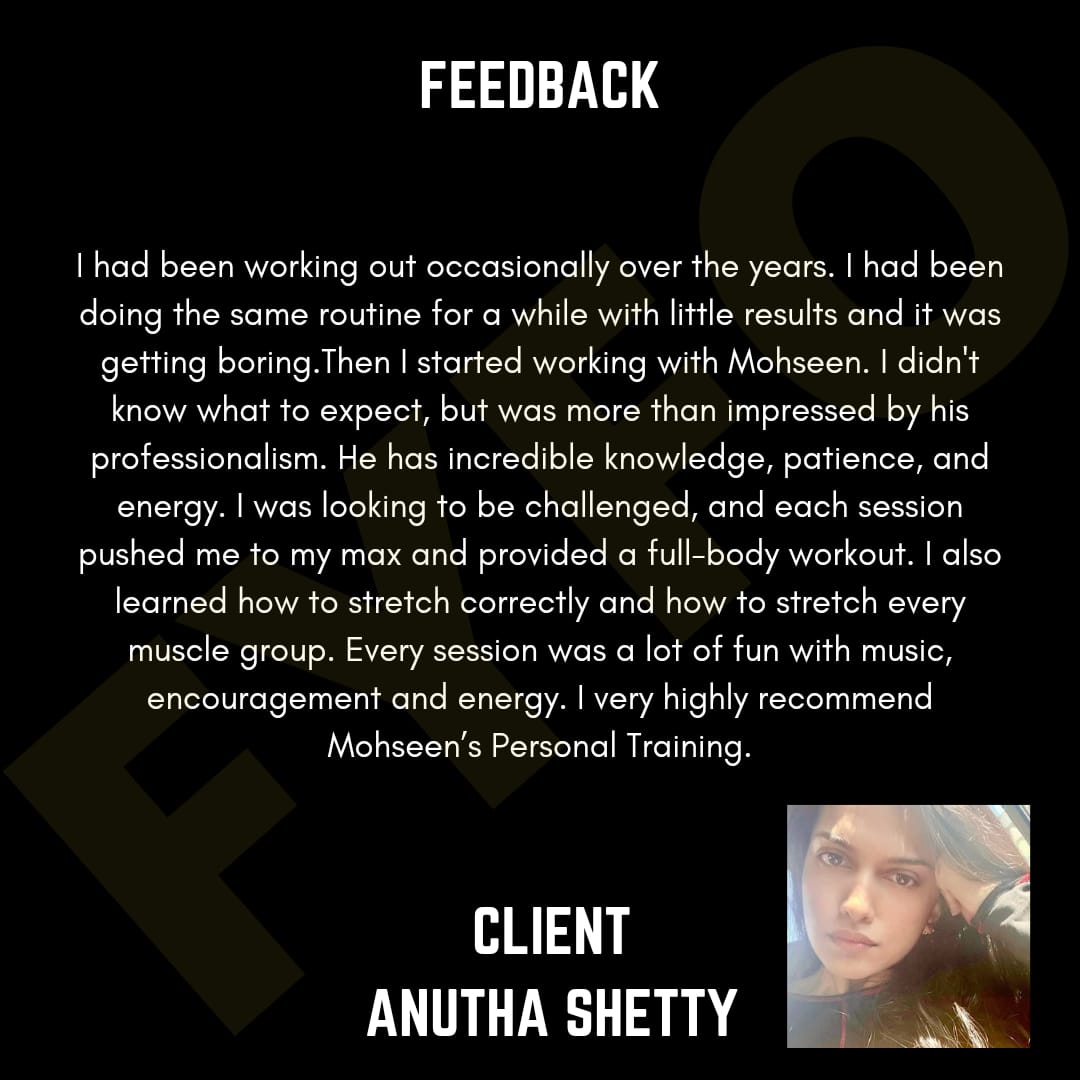 FEEDBACK
I had been working out occasionally over the years. I had been
doing the same routine for a while with little results and it was
getting boring.Then I started working with Mohseen. I didn't
know what to expect, but was more than impressed by his
professionalism. He has incredible knowledge, patience, and
energy. I was looking to be challenged, and each session
pushed me to my max and provided a full-body workout. I also
learned how to stretch correctly and how to stretch every
muscle group. Every session was a lot of fun with music,
encouragement and energy. I very highly recommend
Mohseen’s Personal Training.
CLIENT
ANUTHA SHETTY
FYFO